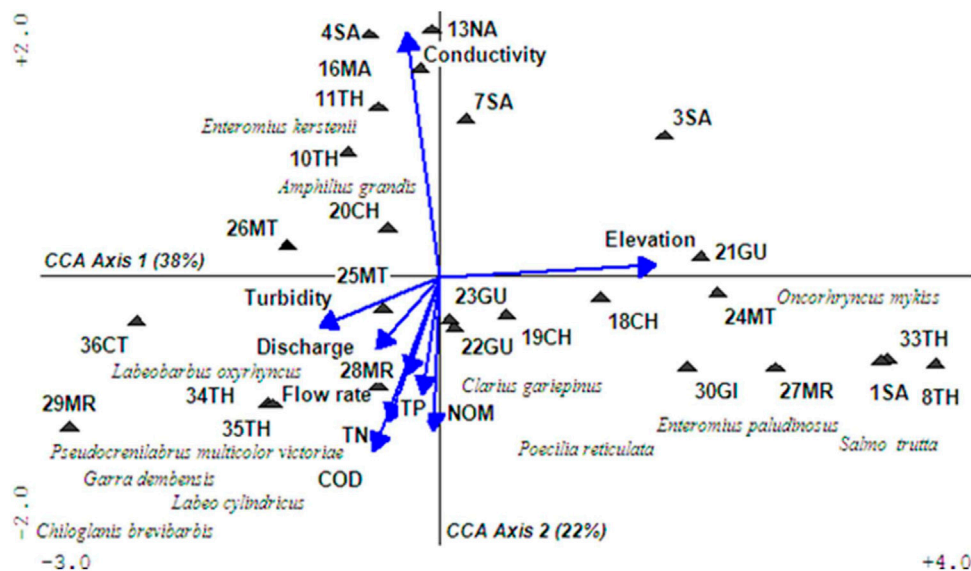 +2.0
4SA
13NA
Conductivity
16MA
11TH
7SA
3SA
Enteromius kerstenii
10TH
Amphilius grandis
20CH
26MT
Elevation
21GU
CCA Axis 1 (38%)
25MT
Turbidity
23GU
Oncorhryncus mykiss
36CT
Discharge
22GU
19CH
18CH
24MT
33TH
Labeobarbus oxyrhyncus
28MR
Clarius gariepinus
29MR
34TH
Flow rate
TP
NOM
30GI
27MR
1SA
8TH
35TH
TN
Enteromius paludinosus
Pseudocrenilabrus multicolor victoriae
Poecilia reticulata
Salmo trutta
Garra dembensis
COD
Labeo cylindricus
Chiloglanis brevibarbis
CCA Axis 2 (22%)
-2.0
-3.0
+4.0